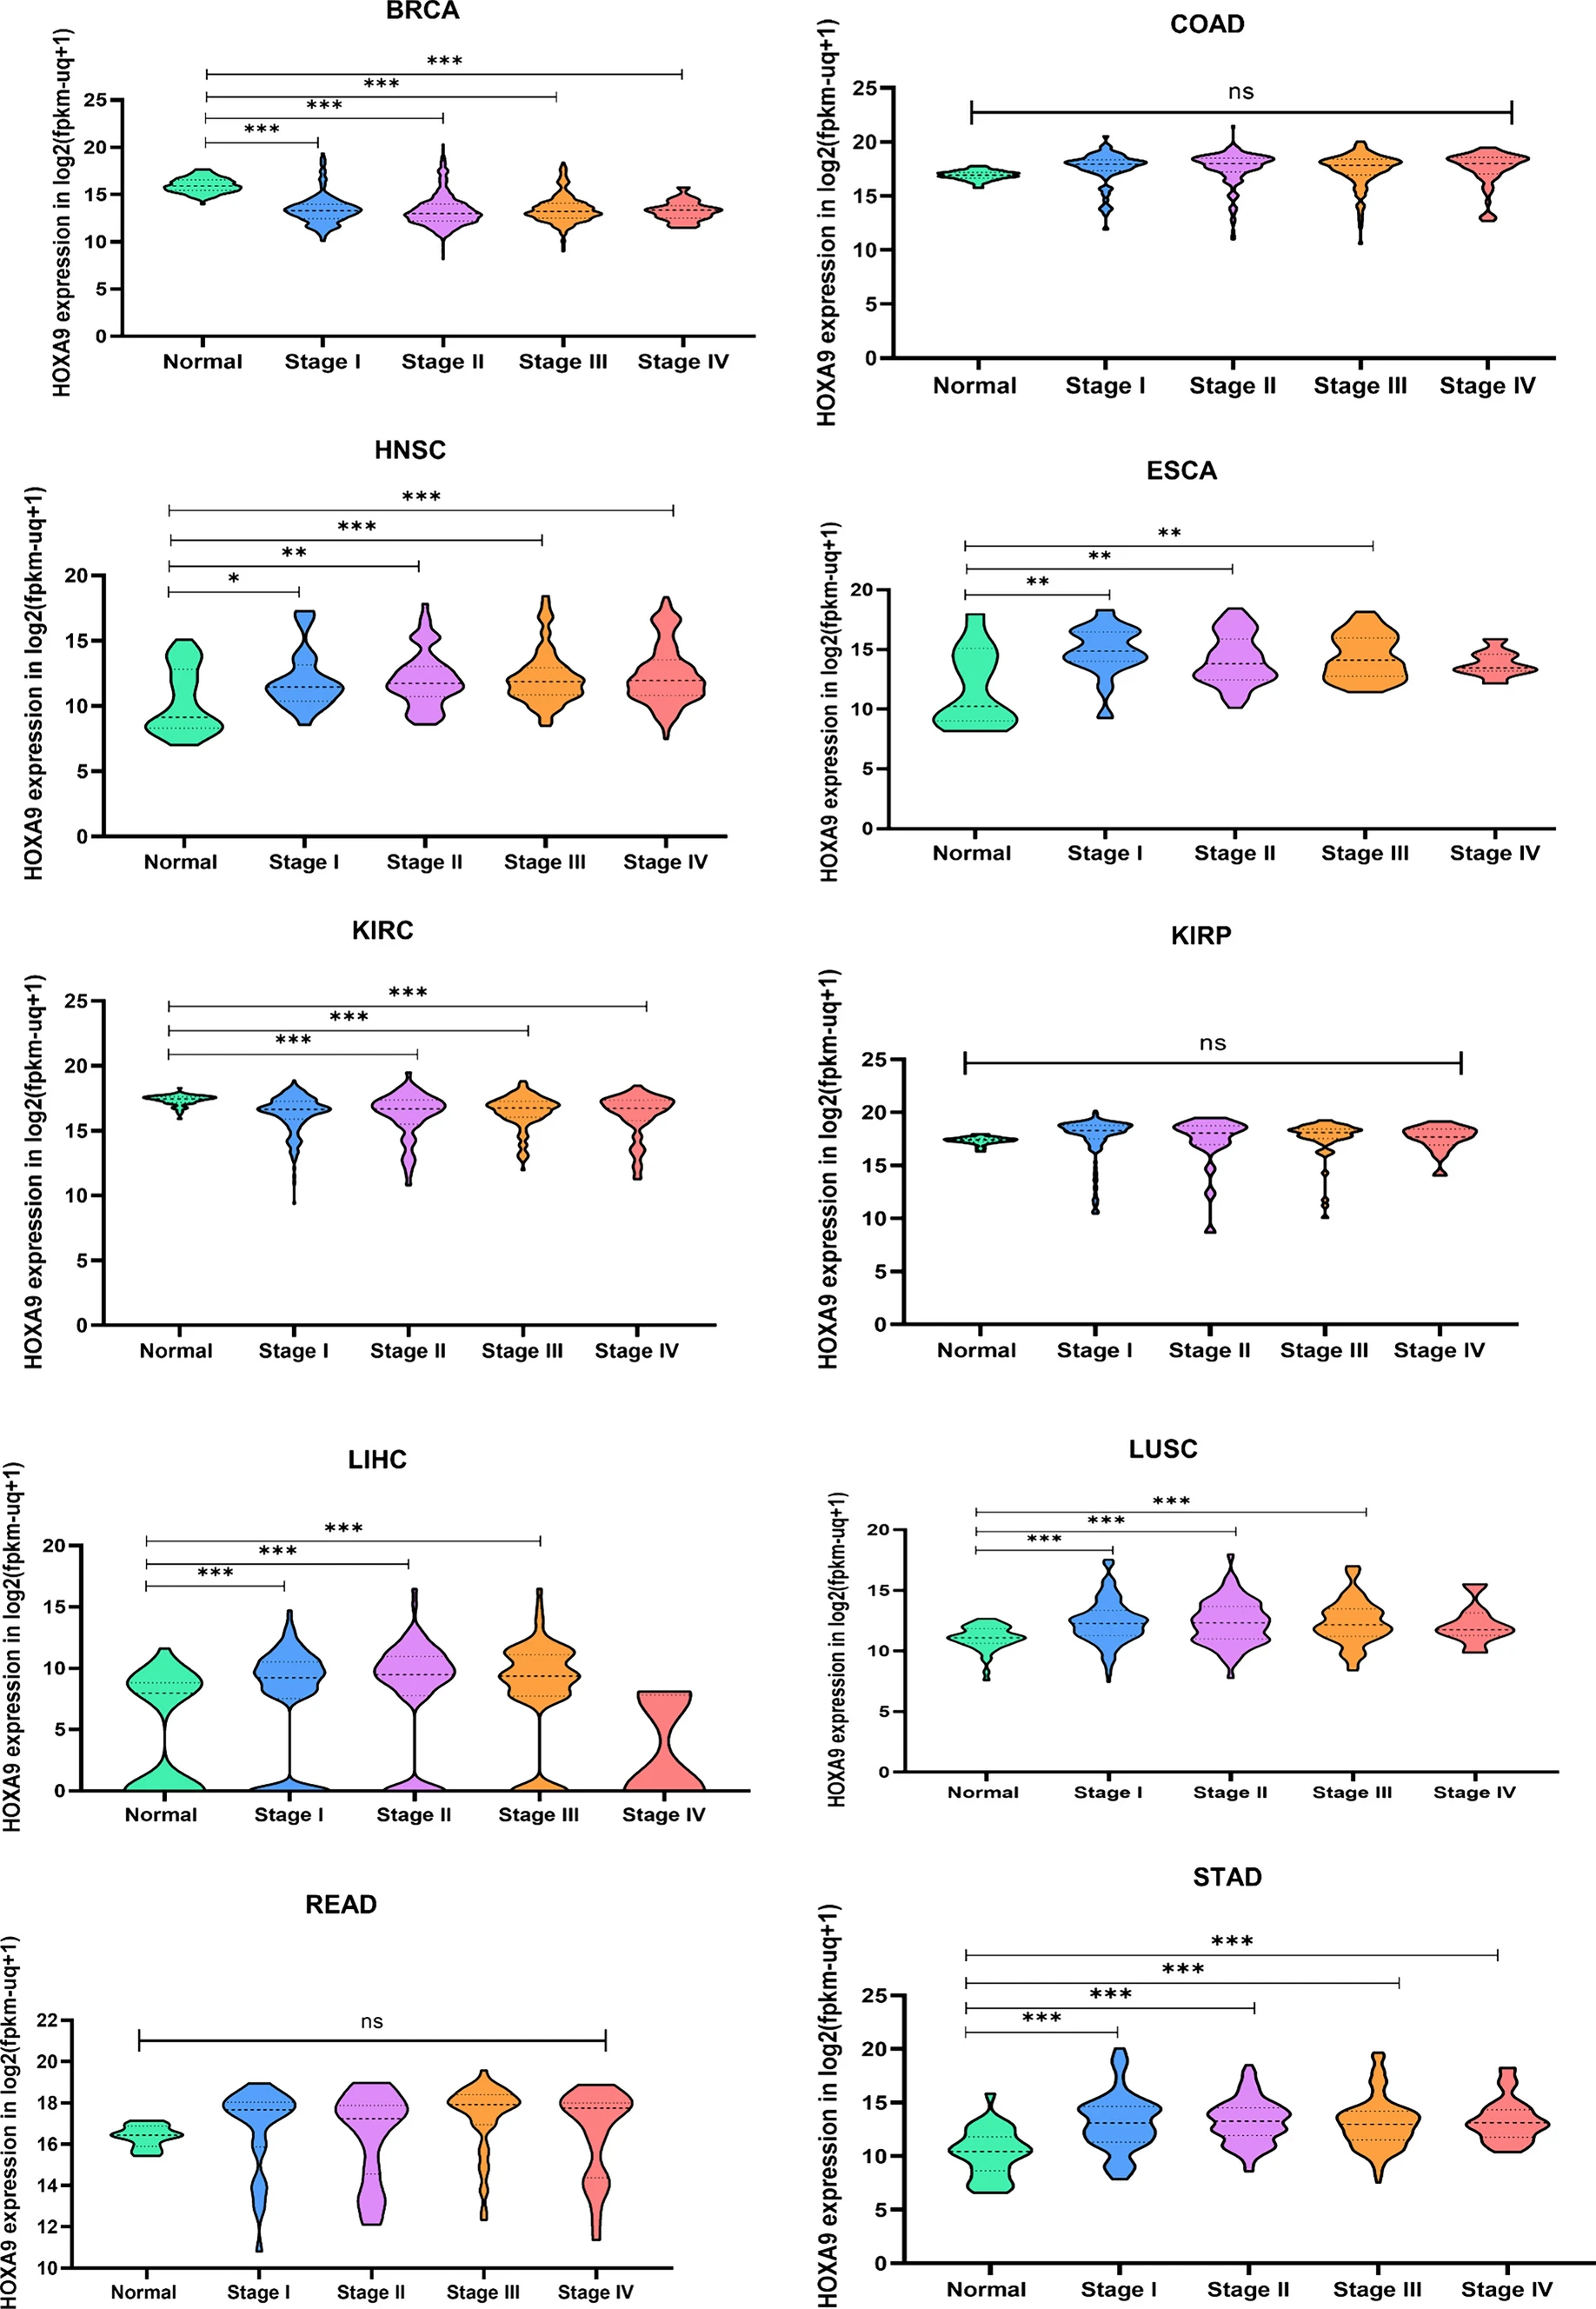 BRCA
HOXA9 expression in log2(fpkm-uq+1)
***
***
***
***
25
20
15
10
5
0
Normal Stage I Stage II Stage III Stage IV
COAD
HOXA9 expression in log2(fpkm-uq+1)
ns
25
20
15
10
5
0
Normal Stage I Stage II Stage III Stage IV
HNSC
HOXA9 expression in log2(fpkm-uq+1)
***
***
**
*
20
15
10
5
0
Normal Stage I Stage II Stage III Stage IV
ESCA
HOXA9 expression in log2(fpkm-uq+1)
**
**
**
20
15
10
5
0
Normal Stage I Stage II Stage III Stage IV
KIRC
HOXA9 expression in log2(fpkm-uq+1)
***
***
***
25
20
15
10
5
0
Normal Stage I Stage II Stage III Stage IV
KIRP
HOXA9 expression in log2(fpkm-uq+1)
ns
25
20
15
10
5
0
Normal Stage I Stage II Stage III Stage IV
LIHC
HOXA9 expression in log2(fpkm-uq+1)
***
***
***
20
15
10
5
0
Normal Stage I Stage II Stage III Stage IV
LUSC
HOXA9 expression in log2(fpkm-uq+1)
***
***
***
20
15
10
5
0
Normal Stage I Stage II Stage III Stage IV
READ
HOXA9 expression in log2(fpkm-uq+1)
ns
22
20
18
16
14
12
10
Normal Stage I Stage II Stage III Stage IV
STAD
HOXA9 expression in log2(fpkm-uq+1)
***
***
***
***
25
20
15
10
5
0
Normal Stage I Stage II Stage III Stage IV